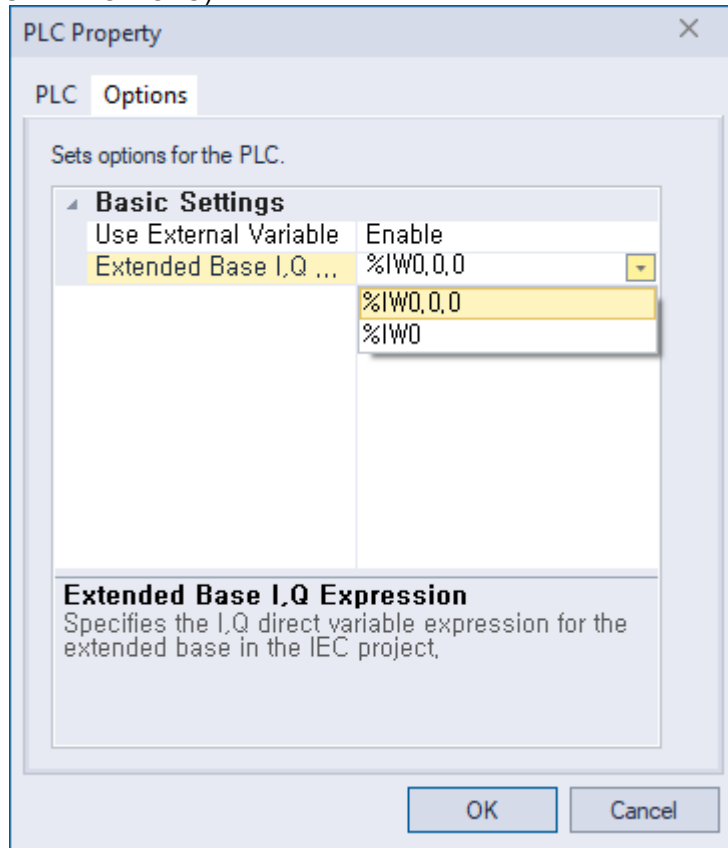 PLC Property
PLC Options
Sets options for the PLC.
Basic Settings
Use External Variable Enable
Extended Base I,Q ... %IW0,0,0
%IW0,0,0
%IW0
Extended Base I,Q Expression
Specifies the I,Q direct variable expression for the
extended base in the IEC project,
OK Cancel